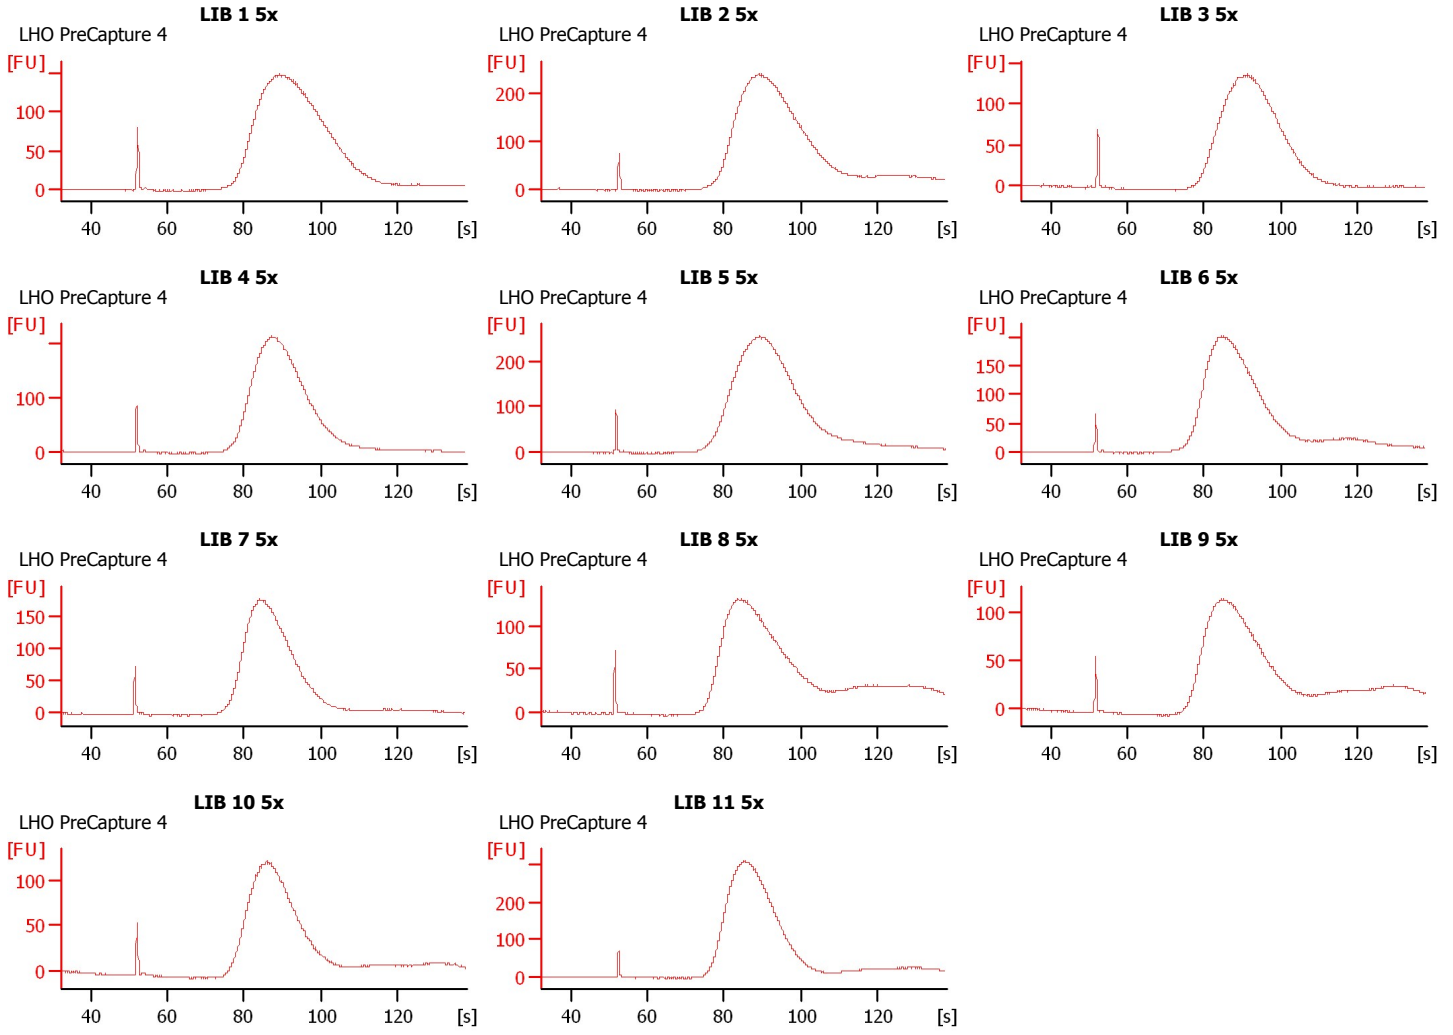 LIB 1 5x
LHO PreCapture 4
[FU]
100
50
0
40 60 80 100 120 [s]
LIB 2 5x
LHO PreCapture 4
[FU]
200
100
0
40 60 80 100 120 [s]
LIB 3 5x
LHO PreCapture 4
[FU]
100
50
0
40 60 80 100 120 [s]
LIB 4 5x
LHO PreCapture 4
[FU]
100
0
40 60 80 100 120 [s]
LIB 5 5x
LHO PreCapture 4
[FU]
200
100
0
40 60 80 100 120 [s]
LIB 6 5x
LHO PreCapture 4
[FU]
150
100
50
0
40 60 80 100 120 [s]
LIB 7 5x
LHO PreCapture 4
[FU]
150
100
50
0
40 60 80 100 120 [s]
LIB 8 5x
LHO PreCapture 4
[FU]
100
50
0
40 60 80 100 120 [s]
LIB 9 5x
LHO PreCapture 4
[FU]
100
50
0
40 60 80 100 120 [s]
LIB 10 5x
LHO PreCapture 4
[FU]
100
50
0
40 60 80 100 120 [s]
LIB 11 5x
LHO PreCapture 4
[FU]
200
100
0
40 60 80 100 120 [s]